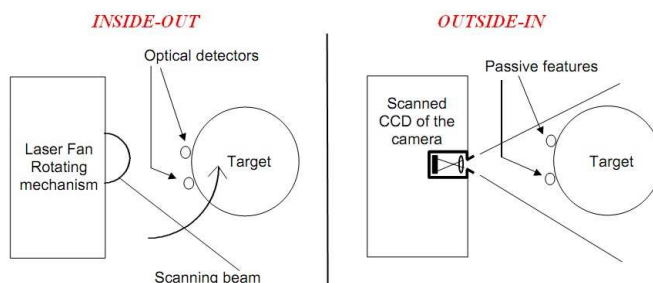 INSIDE-OUT
Optical detectors
Laser Fan
Rotating
mechanism
Target
Scanning beam
OUTSIDE-IN
Passive features
Scanned
CCD of the
camera
Target